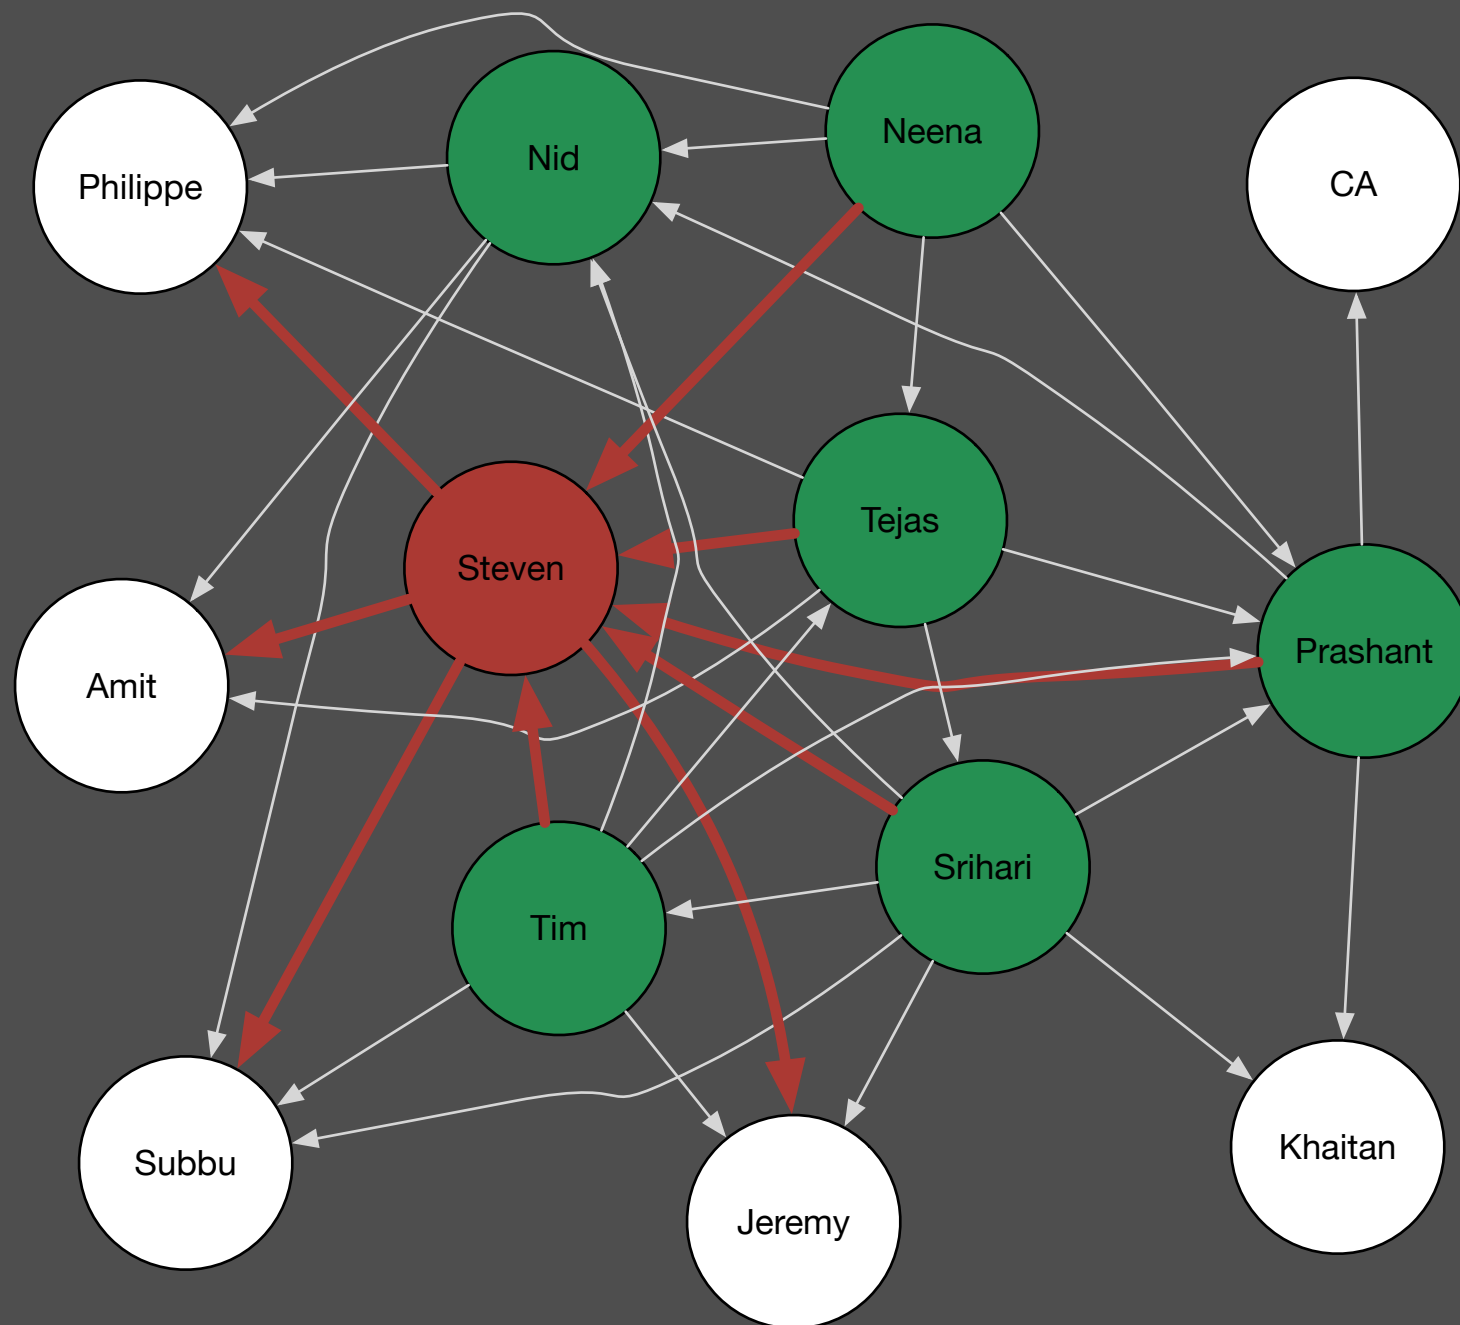 Neena
Nid
CA
Philippe
Tejas
Steven
Prashant
Amit
Srihari
Tim
Khaitan
Subbu
Jeremy